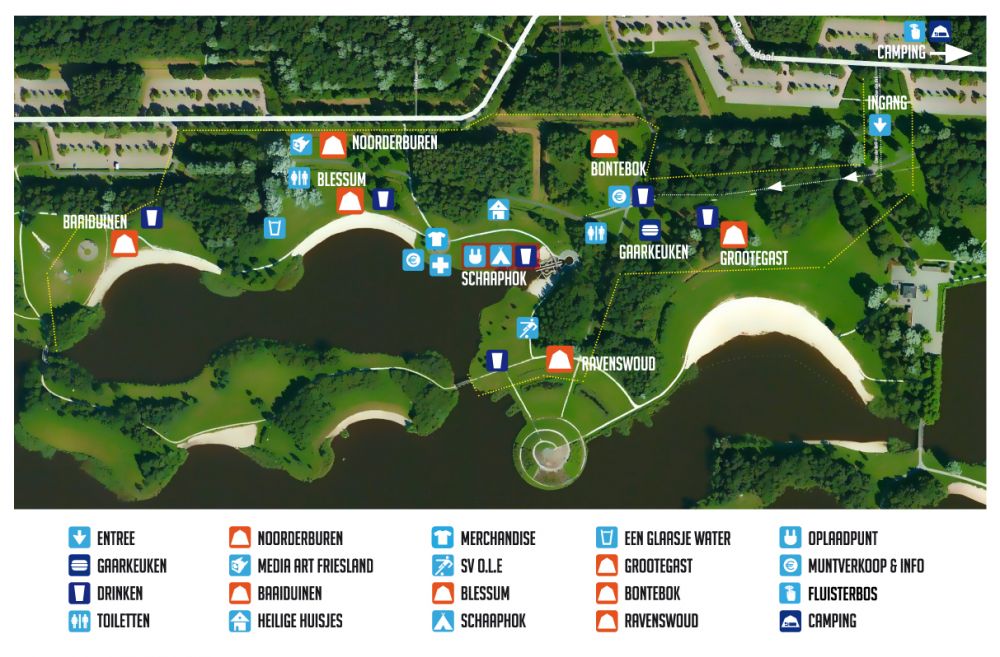 CAMPING
INGANG
NOORDERBUREN
BONTEBOK
BLESSUM
BAAIDUINEN
GAARKEUKEN
GROOTEGAST
SCHAAPHOK
RAVENSWOUD
ENTREE
NOORDERBUREN
MERCHANDISE
EEN GLAASJE WATER
OPLAADPUNT
GAARKEUKEN
MEDIA ART FRIESLAND
SV O.L.E
GROOTEGAST
MUNTVERKOOP & INFO
DRINKEN
BAAIDUINEN
BLESSUM
BONTEBOK
FLUISTERBOS
TOILETTEN
HEILIGE HUISJES
SCHAAPHOK
RAVENSWOUD
CAMPING